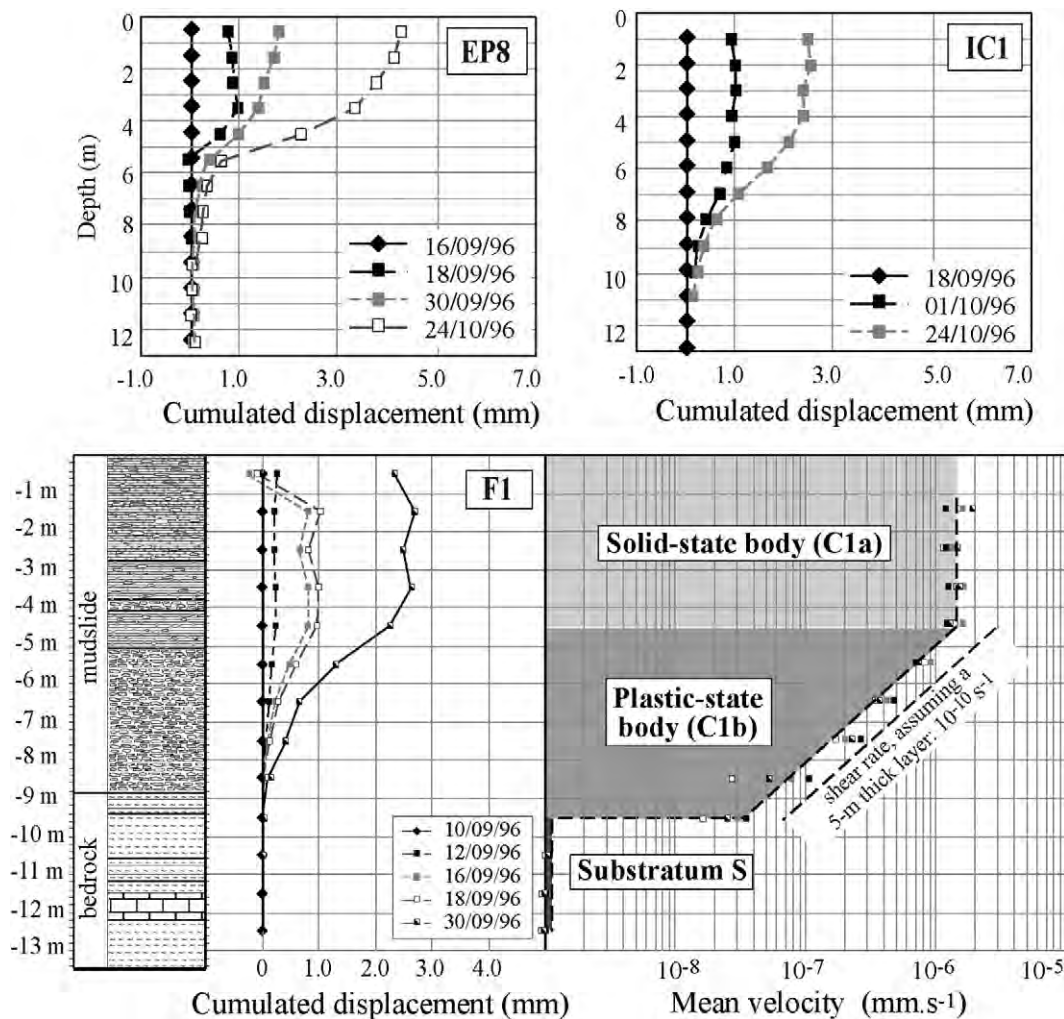 EP8
0
2
4
6
8
10
12
Depth (m)
16/09/96
18/09/96
30/09/96
24/10/96
-1.0 1.0 3.0 5.0 7.0
Cumulated displacement (mm)
IC1
0
2
4
6
8
10
12
18/09/96
01/10/96
24/10/96
-1.0 1.0 3.0 5.0 7.0
Cumulated displacement (mm)
mudslide
bedrock
-1 m
-2 m
-3 m
-4 m
-5 m
-6 m
-7 m
-8 m
-9 m
-10 m
-11 m
-12 m
-13 m
F1
10/09/96
12/09/96
16/09/96
18/09/96
30/09/96
0 1.0 2.0 3.0 4.0
Cumulated displacement (mm)
Solid-state body (C1a)
Plastic-state
body (C1b)
shear rate, assuming a
5-m thick layer: 10-10 s-1
Substratum S
10-8 10-7 10-6 10-5
Mean velocity (mm.s-1)